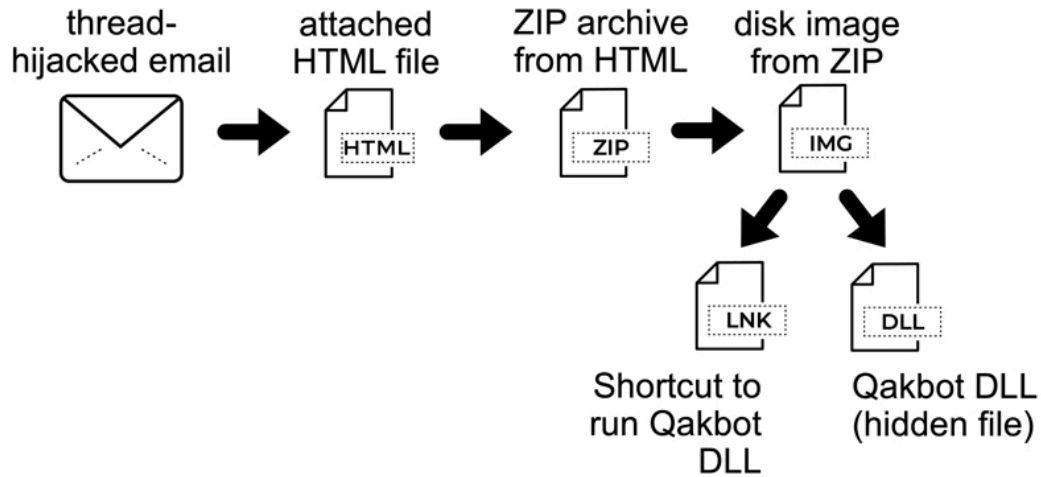 thread-
hijacked email
attached
HTML file
ZIP archive
from HTML
disk image
from ZIP
HTML
ZIP
IMG
LNK
DLL
Shortcut to
run Qakbot
DLL
Qakbot DLL
(hidden file)